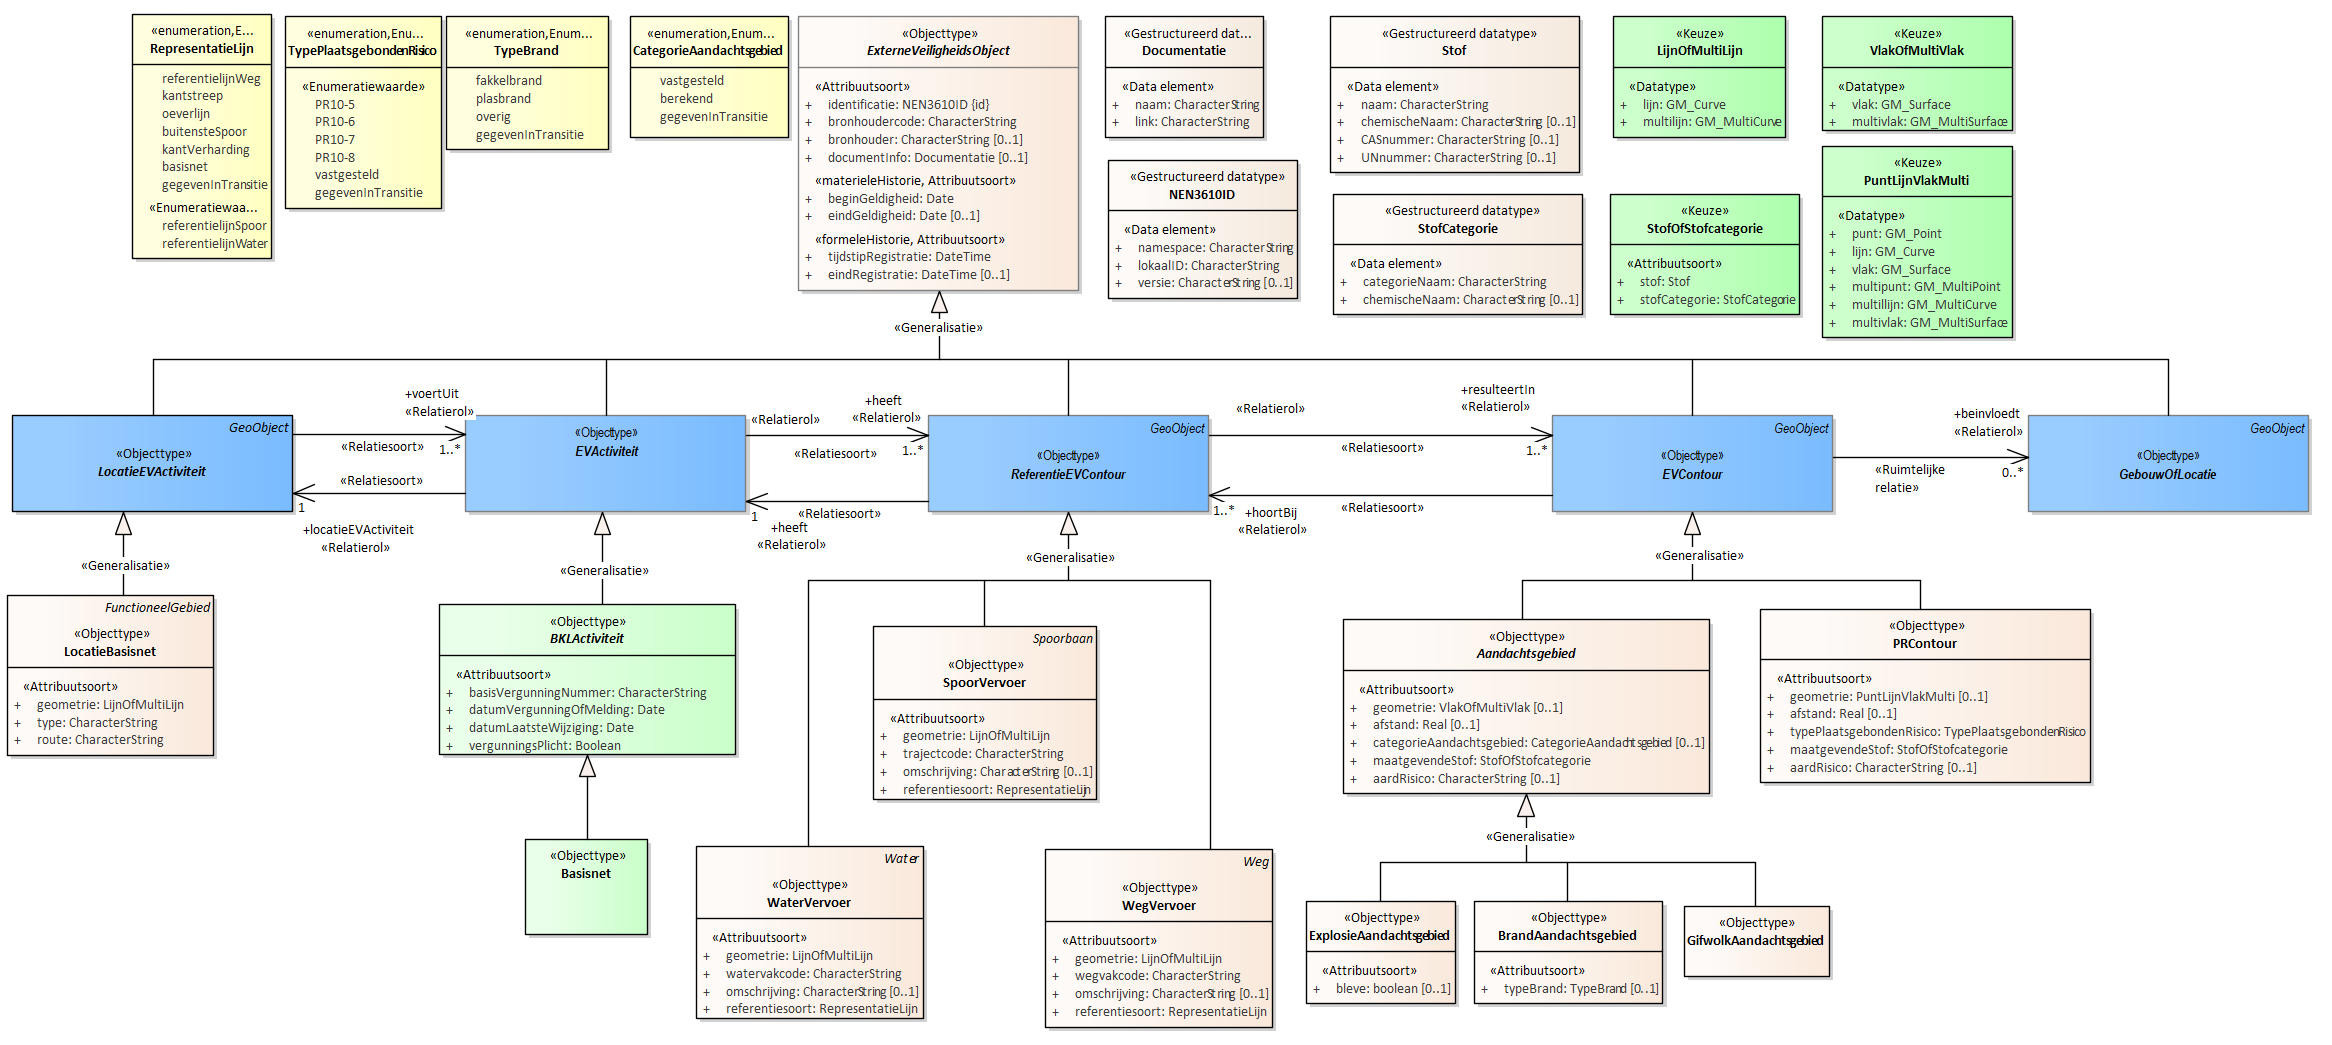 «enumeration,E...
RepresentatieLijn
referentielijnWeg
kantstreep
oeverlijn
buitensteSpoor
kantVerharding
basisnet
gegevenInTransitie
«Enumeratiewaa...
referentielijnSpoor
referentielijnWater
«enumeration,Enu...
TypePlaatsgebondenRisico
«Enumeratiewaarde»
PR10-5
PR10-6
PR10-7
PR10-8
vastgesteld
gegevenInTransitie
«enumeration,Enum...
TypeBrand
fakkelbrand
plasbrand
overig
gegevenInTransitie
«enumeration,Enum...
CategorieAandachtsgebied
vastgesteld
berekend
gegevenInTransitie
«Objecttype»
ExterneVeiligheidsObject
«Attribuutsoort»
+ identificatie: NEN3610ID {id}
+ bronhoudercode: CharacterString
+ bronhouder: CharacterString [0..1]
+ documentInfo: Documentatie [0..1]
«materieleHistorie, Attribuutsoort»
+ beginGeldigheid: Date
+ eindGeldigheid: Date [0..1]
«formeleHistorie, Attribuutsoort»
+ tijdstipRegistratie: DateTime
+ eindRegistratie: DateTime [0..1]
«Gestructureerd dat...
Documentatie
«Data element»
+ naam: CharacterString
+ link: CharacterString
«Gestructureerd datatype»
NEN3610ID
«Data element»
+ namespace: CharacterString
+ lokaalID: CharacterString
+ versie: CharacterString [0..1]
«Gestructureerd datatype»
Stof
«Data element»
+ naam: CharacterString
+ chemischeNaam: CharacterString [0..1]
+ CASnummer: CharacterString [0..1]
+ UNnummer: CharacterString [0..1]
«Gestructureerd datatype»
StofCategorie
«Data element»
+ categorieNaam: CharacterString
+ chemischeNaam: CharacterString [0..1]
«Keuze»
LijnOfMultiLijn
«Datatype»
+ lijn: GM_Curve
+ multilijn: GM_MultiCurve
«Keuze»
StofOfStofcategorie
«Attribuutsoort»
+ stof: Stof
+ stofCategorie: StofCategorie
«Keuze»
VlakOfMultiVlak
«Datatype»
+ vlak: GM_Surface
+ multivlak: GM_MultiSurface
«Keuze»
PuntLijnVlakMulti
«Datatype»
+ punt: GM_Point
+ lijn: GM_Curve
+ vlak: GM_Surface
+ multipunt: GM_MultiPoint
+ multillijn: GM_MultiCurve
+ multivlak: GM_MultiSurface
«Generalisatie»
GeoObject
«Objecttype»
LocatieEVActiviteit
+voertUit
«Relatierol»
«Relatiesoort»
1..*
«Relatiesoort»
1
+locatieEVActiviteit
«Relatierol»
«Objecttype»
EVActiviteit
«Relatierol»
+heeft
«Relatierol»
«Relatiesoort»
1..*
«Relatiesoort»
1
+heeft
«Relatierol»
GeoObject
«Objecttype»
ReferentieEVContour
«Relatierol»
+resulteertIn
«Relatierol»
«Relatiesoort»
1..*
«Relatiesoort»
1..*
+hoortBij
«Relatierol»
GeoObject
«Objecttype»
EVContour
+beinvloedt
«Relatierol»
«Ruimtelijke
relatie»
0..*
GeoObject
«Objecttype»
GebouwOfLocatie
«Generalisatie»
FunctioneelGebied
«Objecttype»
LocatieBasisnet
«Attribuutsoort»
+ geometrie: LijnOfMultiLijn
+ type: CharacterString
+ route: CharacterString
«Generalisatie»
«Objecttype»
BKLActiviteit
«Attribuutsoort»
+ basisVergunningNummer: CharacterString
+ datumVergunningOfMelding: Date
+ datumLaatsteWijziging: Date
+ vergunningsPlicht: Boolean
«Objecttype»
Basisnet
«Generalisatie»
Spoorbaan
«Objecttype»
SpoorVervoer
«Attribuutsoort»
+ geometrie: LijnOfMultiLijn
+ trajectcode: CharacterString
+ omschrijving: CharacterString [0..1]
+ referentiesoort: RepresentatieLijn
Water
«Objecttype»
WaterVervoer
«Attribuutsoort»
+ geometrie: LijnOfMultiLijn
+ watervakcode: CharacterString
+ omschrijving: CharacterString [0..1]
+ referentiesoort: RepresentatieLijn
Weg
«Objecttype»
WegVervoer
«Attribuutsoort»
+ geometrie: LijnOfMultiLijn
+ wegvakcode: CharacterString
+ omschrijving: CharacterString [0..1]
+ referentiesoort: RepresentatieLijn
«Generalisatie»
«Objecttype»
Aandachtsgebied
«Attribuutsoort»
+ geometrie: VlakOfMultiVlak [0..1]
+ afstand: Real [0..1]
+ categorieAandachtsgebied: CategorieAandachtsgebied [0..1]
+ maatgevendeStof: StofOfStofcategorie
+ aardRisico: CharacterString [0..1]
«Objecttype»
PRContour
«Attribuutsoort»
+ geometrie: PuntLijnVlakMulti [0..1]
+ afstand: Real [0..1]
+ typePlaatsgebondenRisico: TypePlaatsgebondenRisico
+ maatgevendeStof: StofOfStofcategorie
+ aardRisico: CharacterString [0..1]
«Generalisatie»
«Objecttype»
ExplosieAandachtsgebied
«Attribuutsoort»
+ bleve: boolean [0..1]
«Objecttype»
BrandAandachtsgebied
«Attribuutsoort»
+ typeBrand: TypeBrand [0..1]
«Objecttype»
GifwolkAandachtsgebied